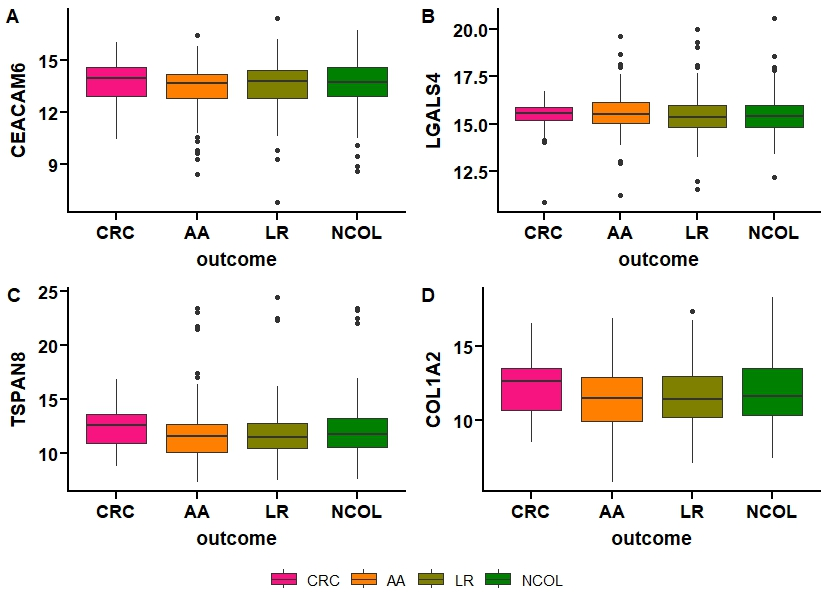 A
CEACAM6
15
12
9
CRC AA LR NCOL
outcome
B
LGALS4
20.0
17.5
15.0
12.5
CRC AA LR NCOL
outcome
C
TSPAN8
25
20
15
10
CRC AA LR NCOL
outcome
D
COL1A2
15
10
CRC AA LR NCOL
outcome
CRC AA LR NCOL